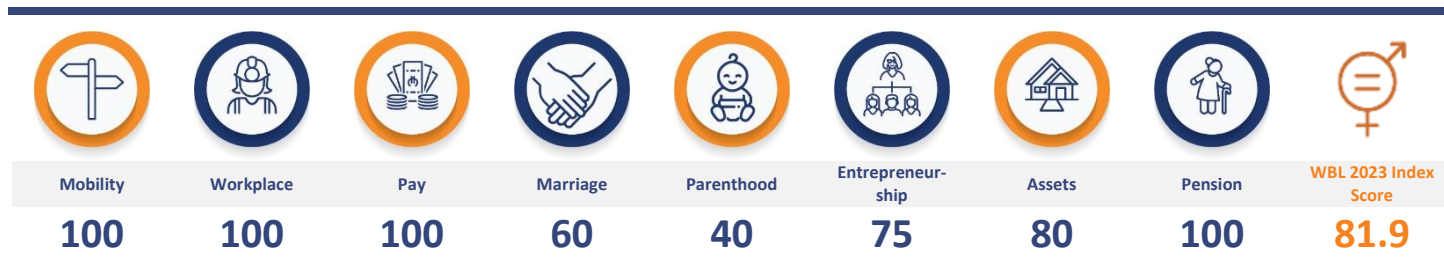 Mobility
Workplace
Pay
Marriage
Parenthood
Entrepreneur-
ship
Assets
Pension
WBL 2023 Index
Score
100
100
100
60
40
75
80
100
81.9